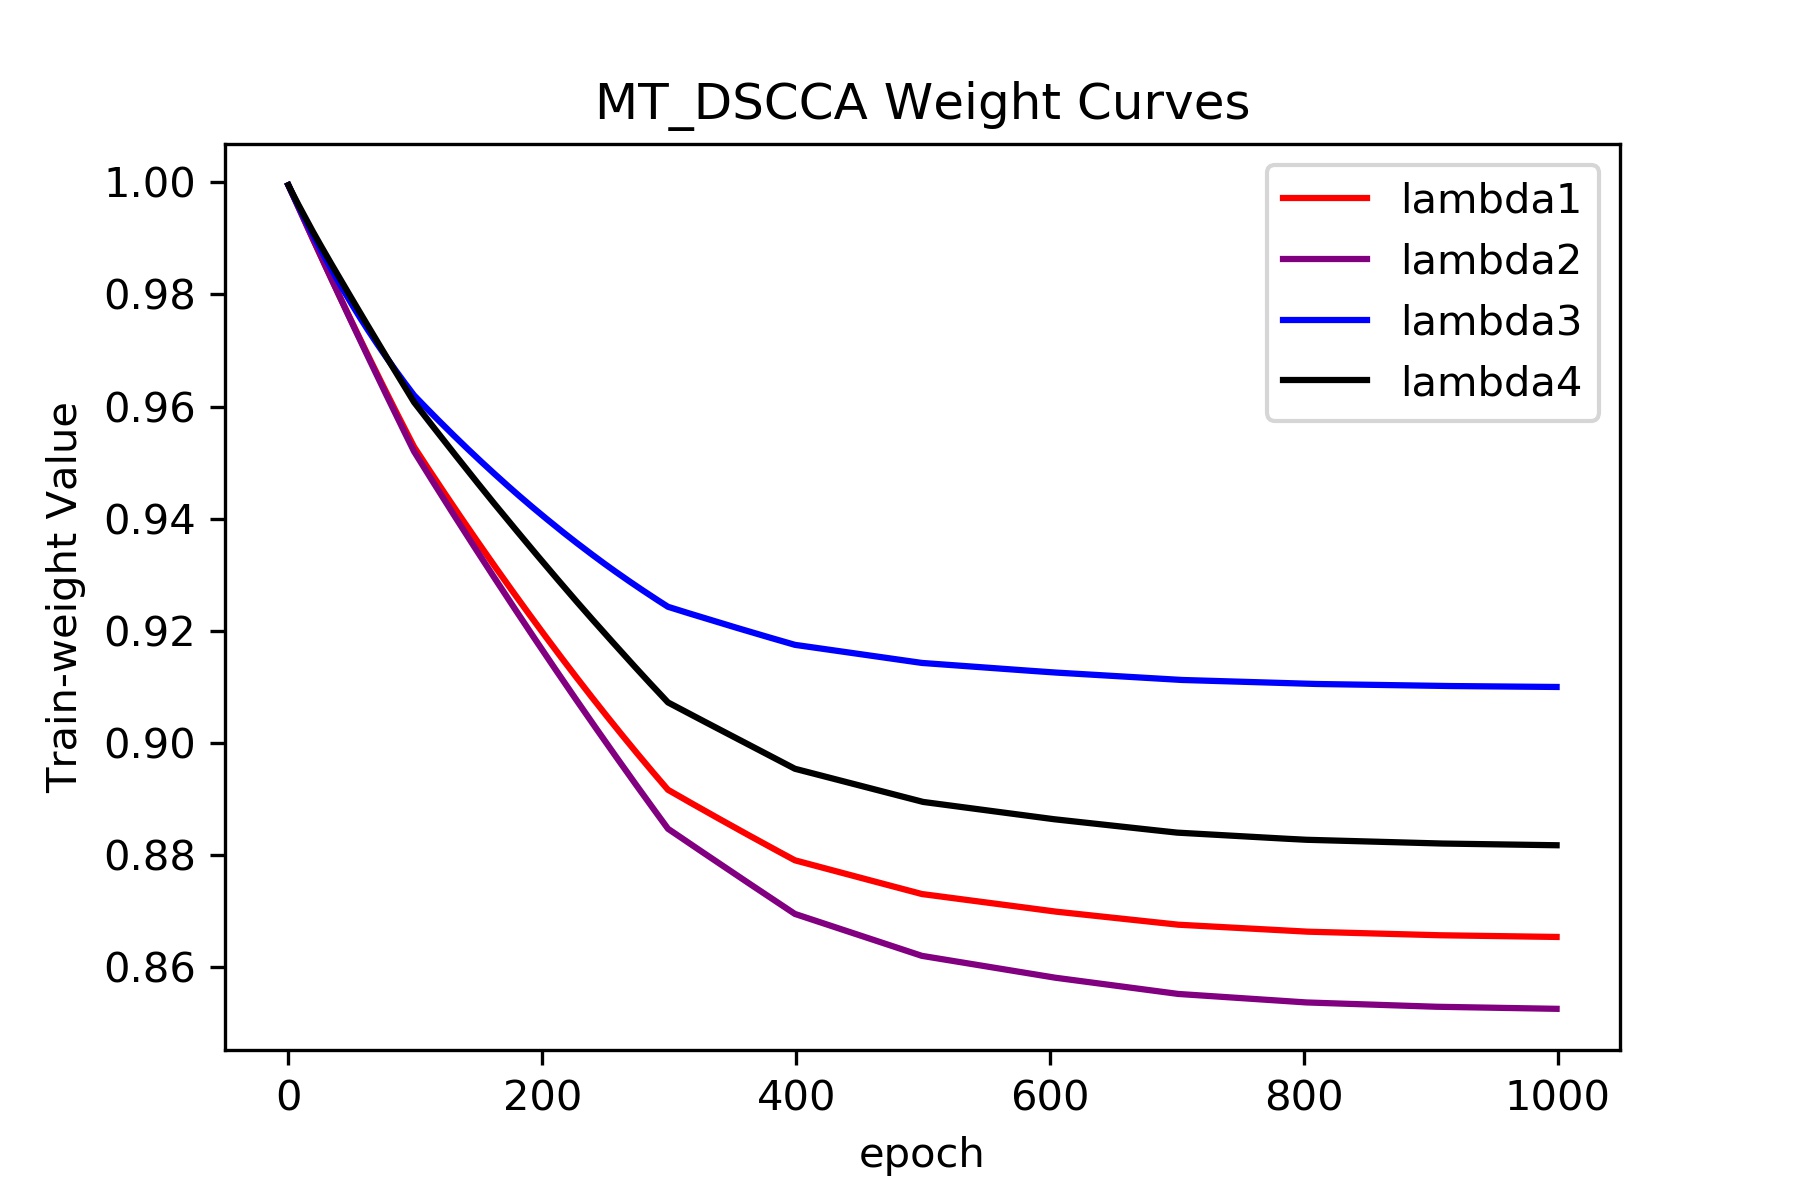 MT_DSCCA Weight Curves
Train-weight Value
1.00
0.98
0.96
0.94
0.92
0.90
0.88
0.86
lambda1
lambda2
lambda3
lambda4
0 200 400 600 800 1000
epoch